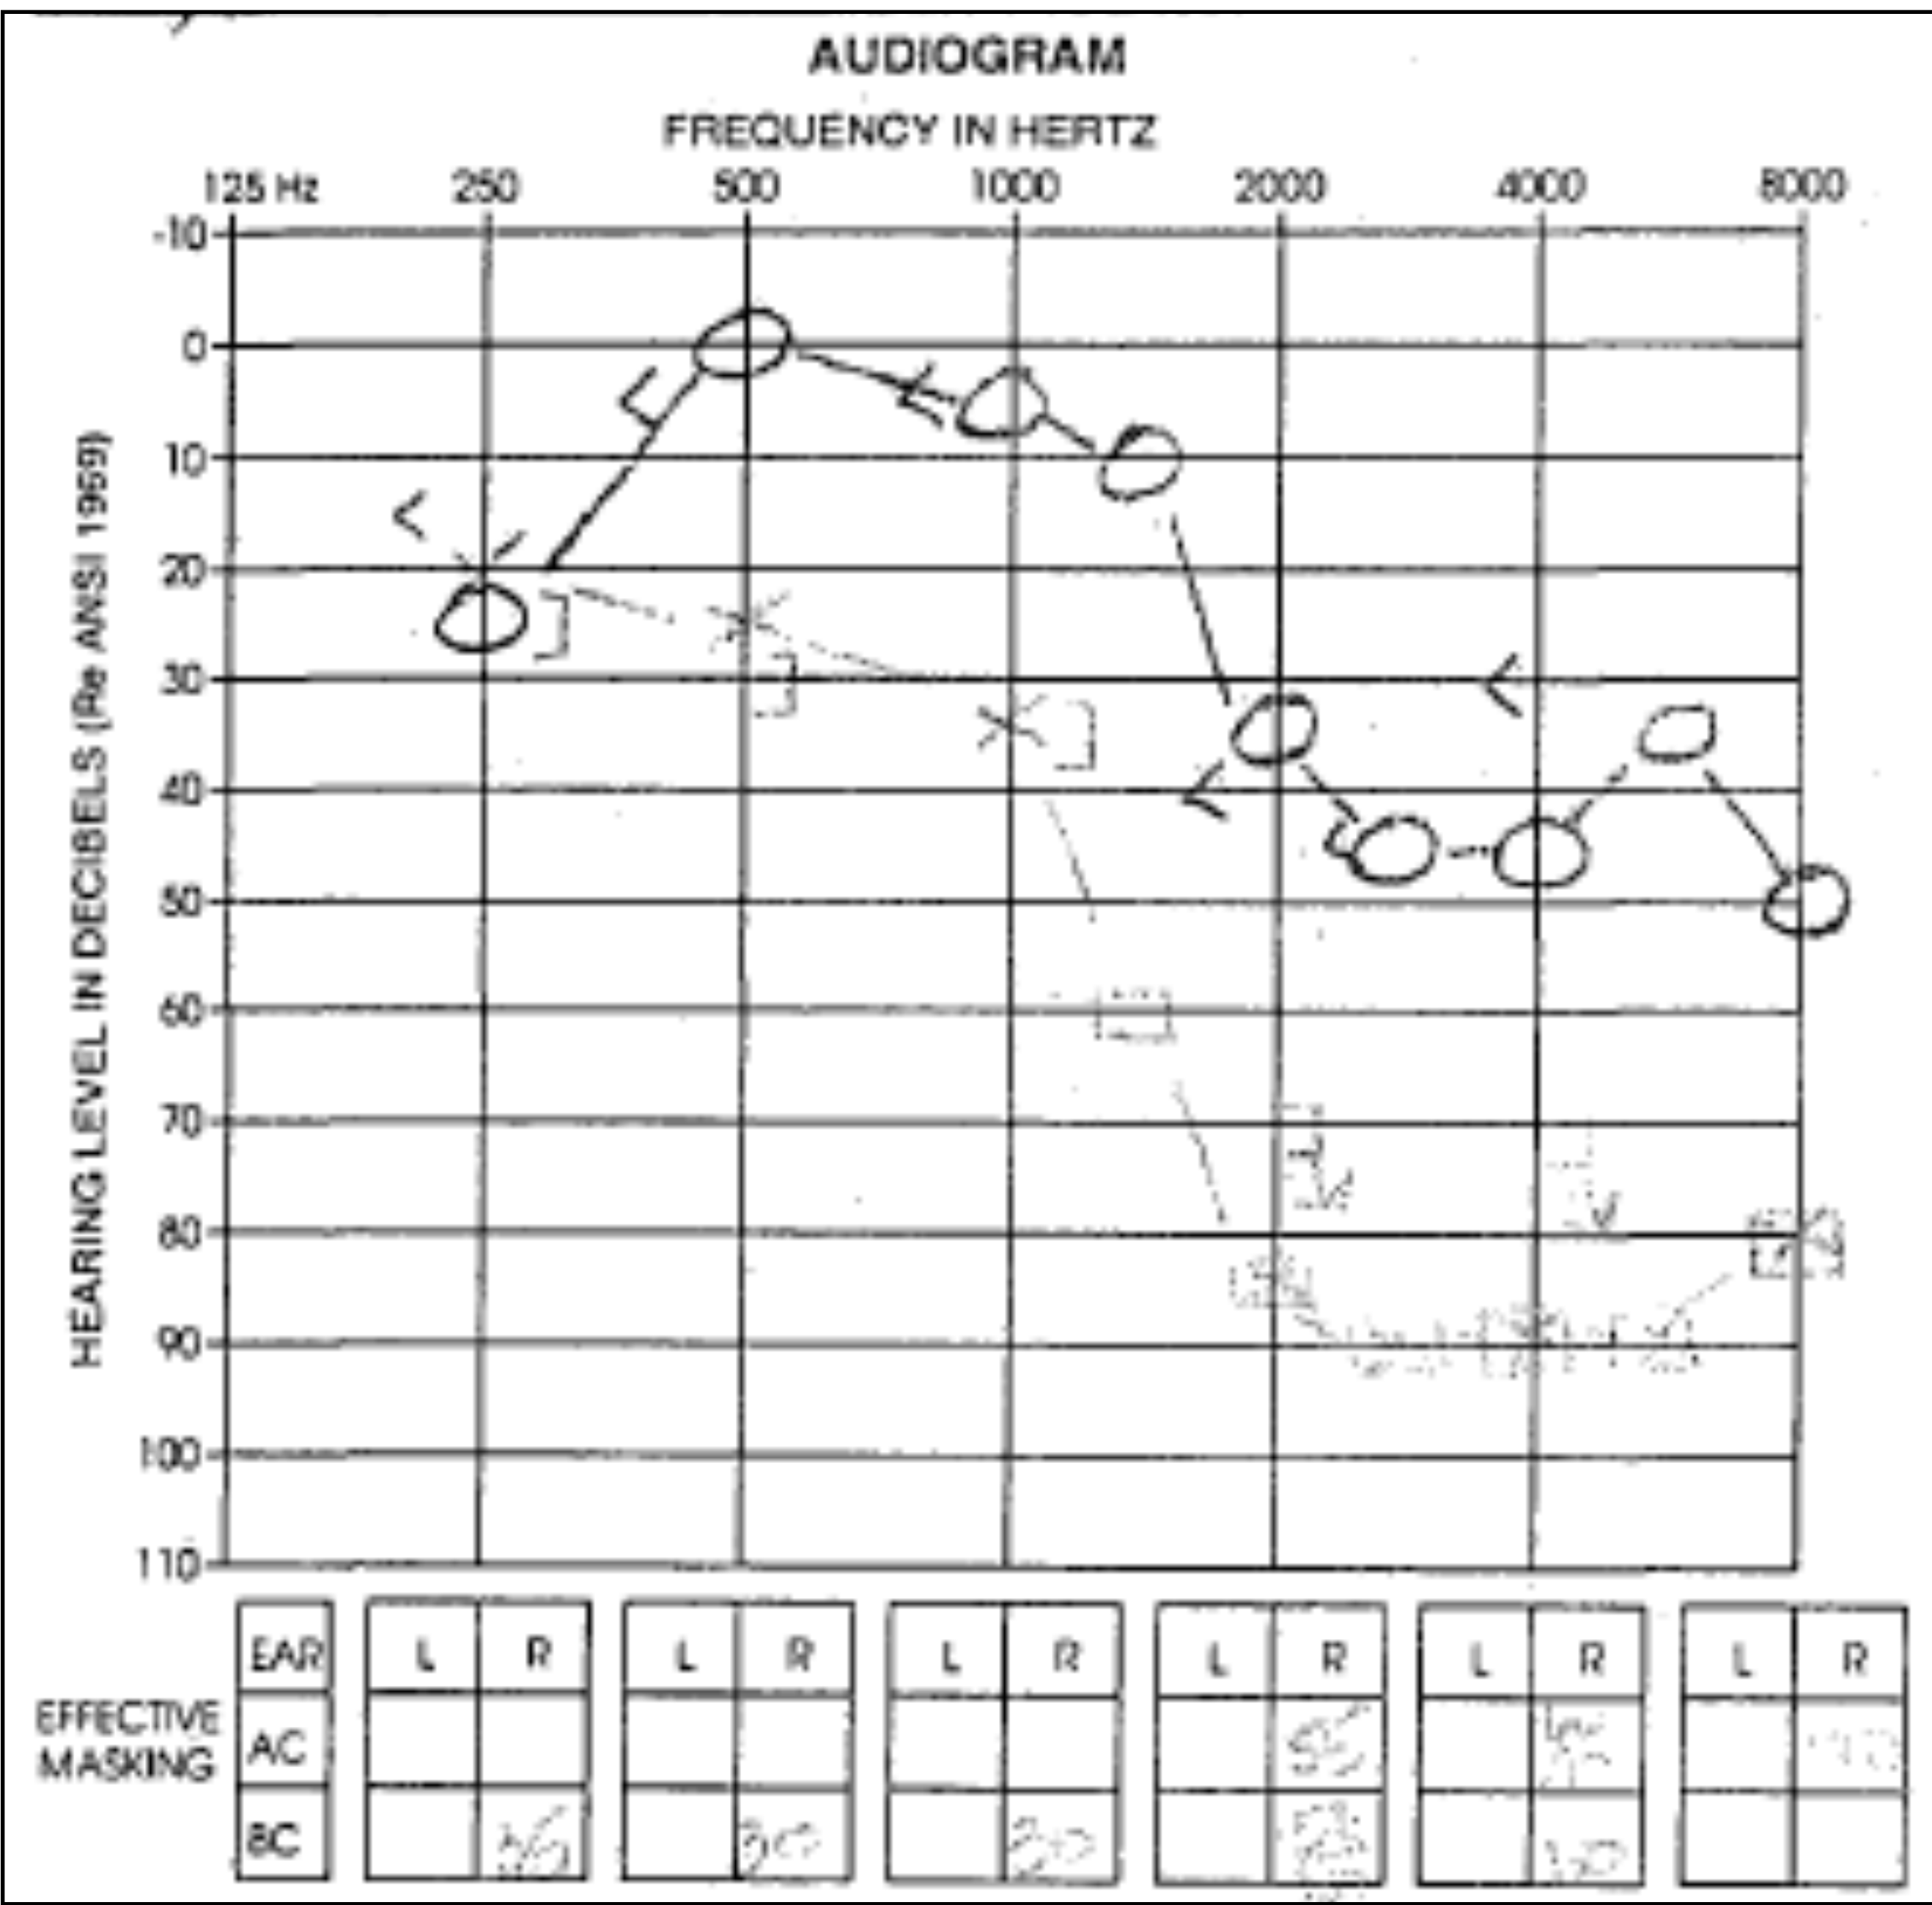 AUDIOGRAM
FREQUENCY IN HERTZ
125 Hz 250 500 1000 2000 4000 8000
HEARING LEVEL IN DECIBELS (Re ANSI 1969)
-10
0
10
20
30
40
50
60
70
80
90
100
110
EAR L R L R L R L R L R L R
EFFECTIVE MASKING
AC
BC 30